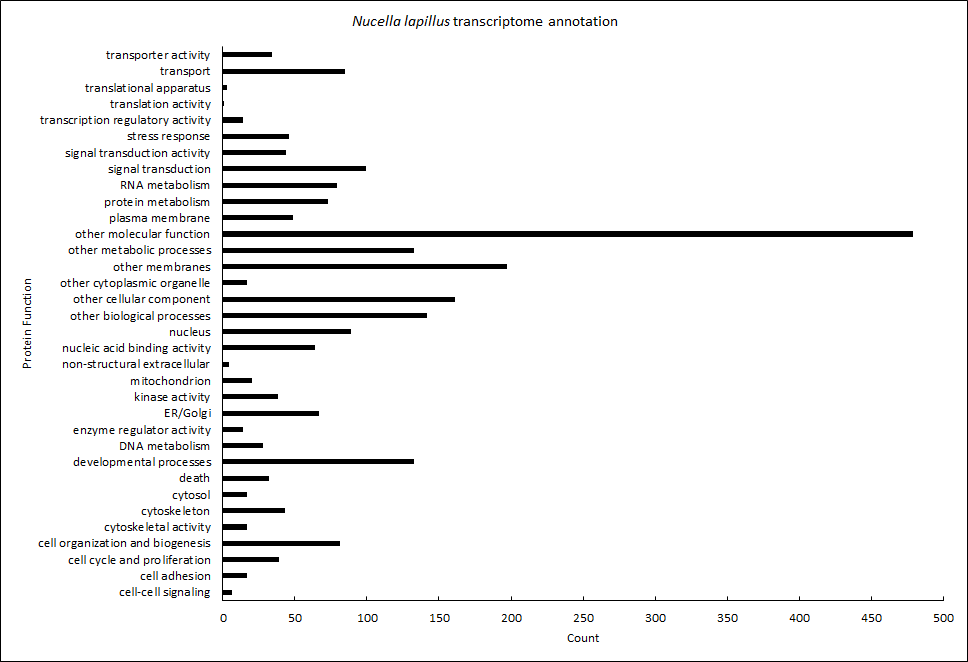 Nucella lapillus transcriptome annotation
transporter activity
transport
translational apparatus
translation activity
transcription regulatory activity
stress response
signal transduction activity
signal transduction
RNA metabolism
protein metabolism
plasma membrane
other molecular function
other metabolic processes
other membranes
other cytoplasmic organelle
other cellular component
other biological processes
nucleus
nucleic acid binding activity
non-structural extracellular
mitochondrion
kinase activity
ER/Golgi
enzyme regulator activity
DNA metabolism
developmental processes
death
cytosol
cytoskeleton
cytoskeletal activity
cell organization and biogenesis
cell cycle and proliferation
cell adhesion
cell-cell signaling
Protein Function
0 50 100 150 200 250 300 350 400 450 500
Count